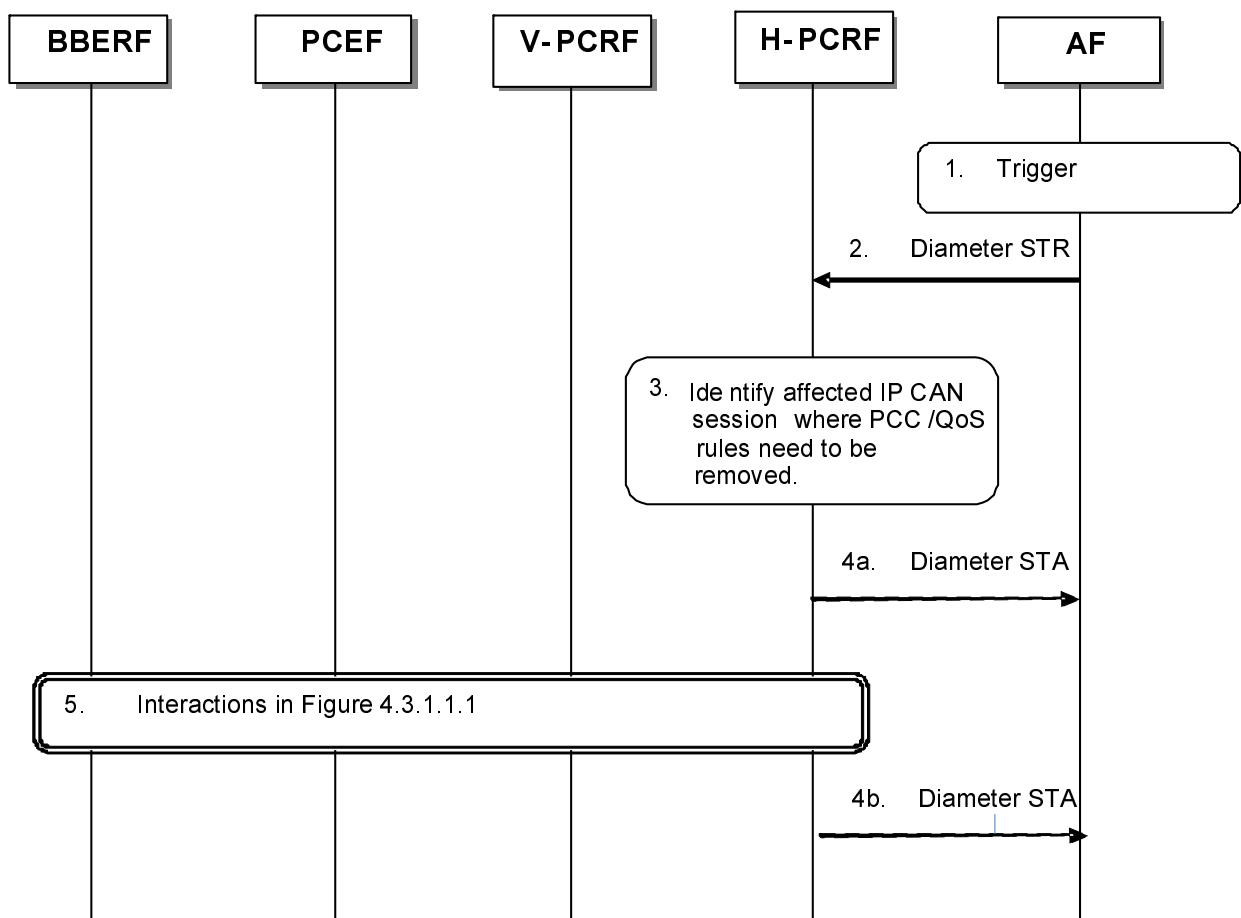 BBERF
PCEF
V-PCRF
H-PCRF
AF
1. Trigger
2. Diameter STR
3. Ide ntify affected IP CAN
session where PCC /QoS
rules need to be
removed.
4a. Diameter STA
5. Interactions in Figure 4.3.1.1.1
4b. Diameter STA